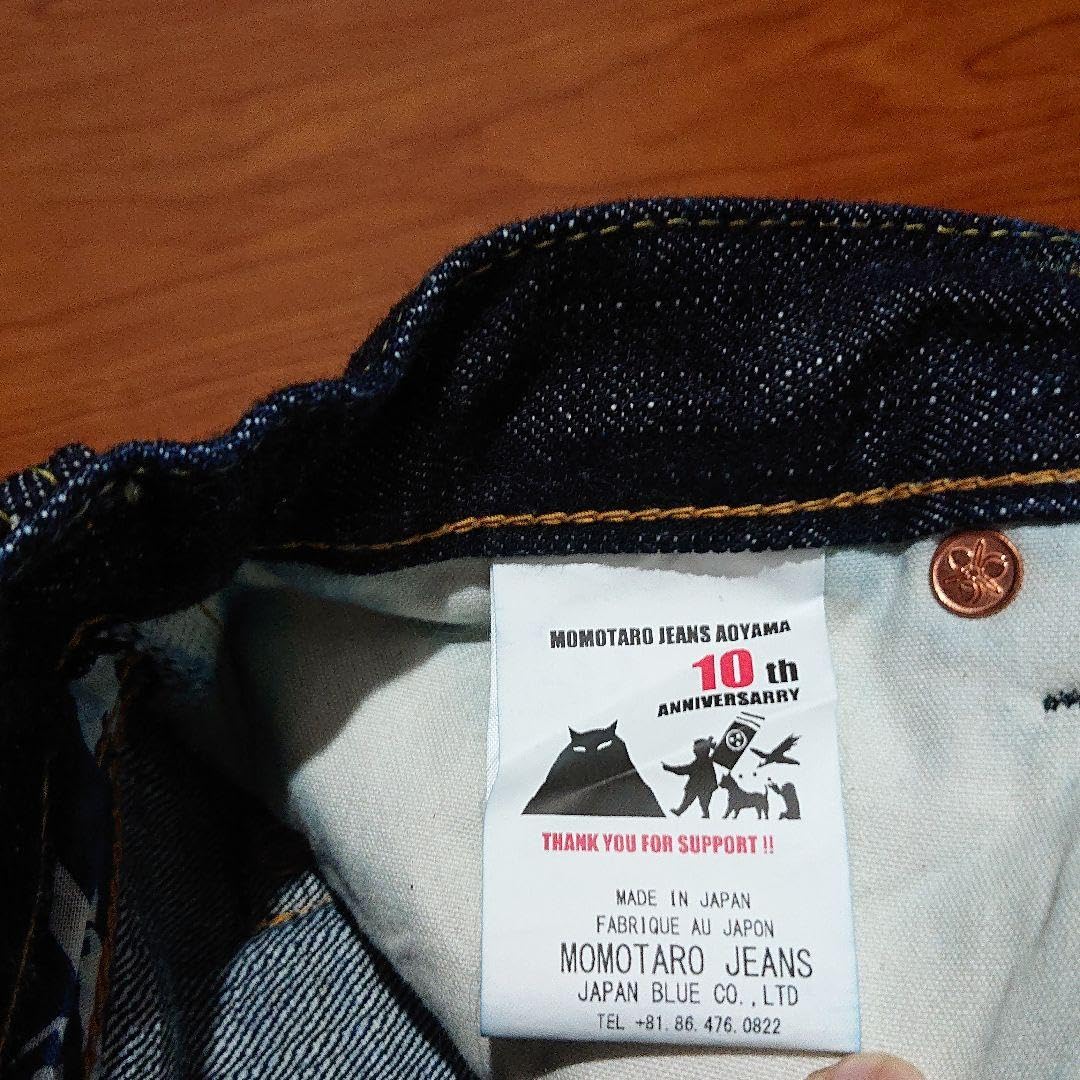 MOMOTARO JEANS AOYAMA
10 th
ANNIVERSARRY
THANK YOU FOR SUPPORT !!
MADE IN JAPAN
FABRIQUE AU JAPON
MOMOTARO JEANS
JAPAN BLUE CO.,LTD
TEL +81.86.476.0822